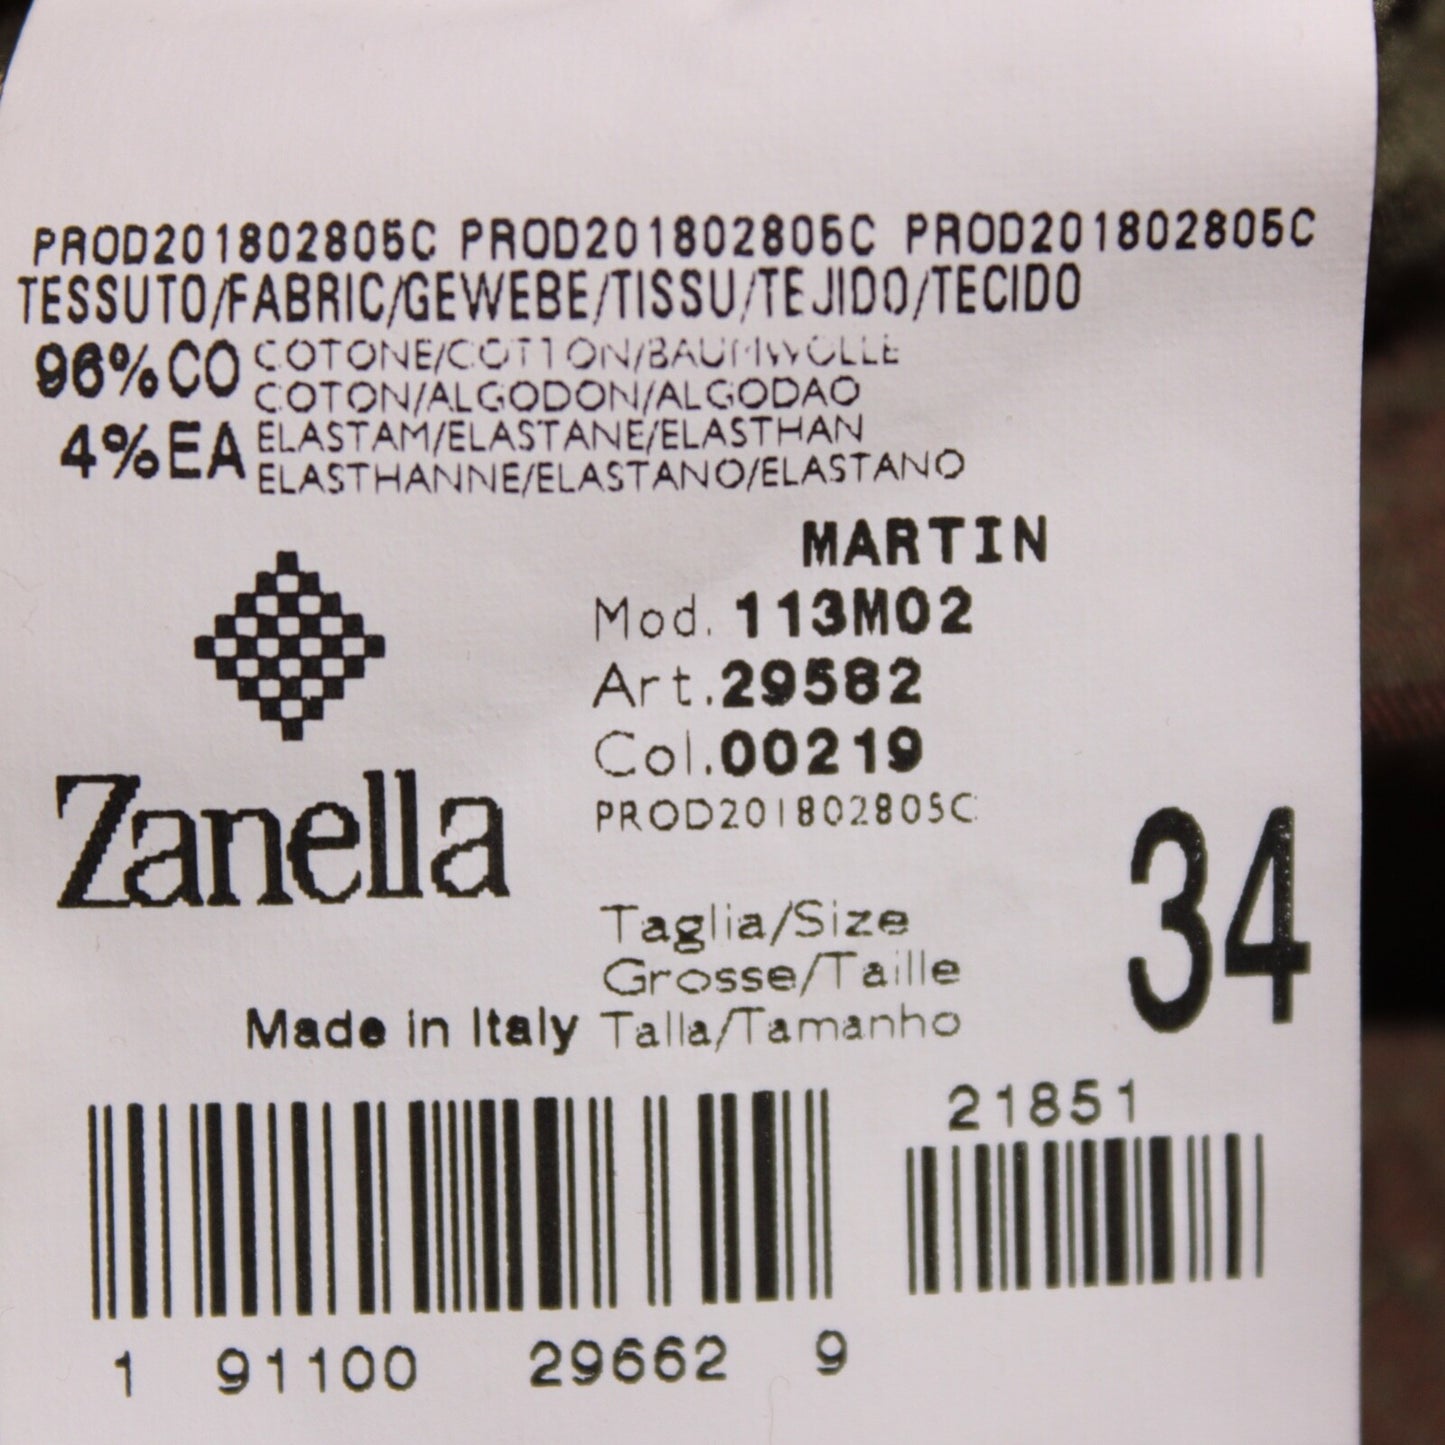 PROD201802805C PROD201802805C PROD201802805C
TESSUTO/FABRIC/GEWEBE/TISSU/TEJIDO/TECIDO
96%CO COTONE/COTTON/BAUMWOLLE
COTON/ALGODON/ALGODAO
4%EA ELASTAM/ELASTANE/ELASTHAN
ELASTHANNE/ELASTANO/ELASTANO
MARTIN
Mod. 113M02
Art.29582
Col.00219
PROD201802805C
Zanella
34
Taglia/Size
Grosse/Taille
Made in Italy Talla/Tamanho
21851
1 91100 29662 9